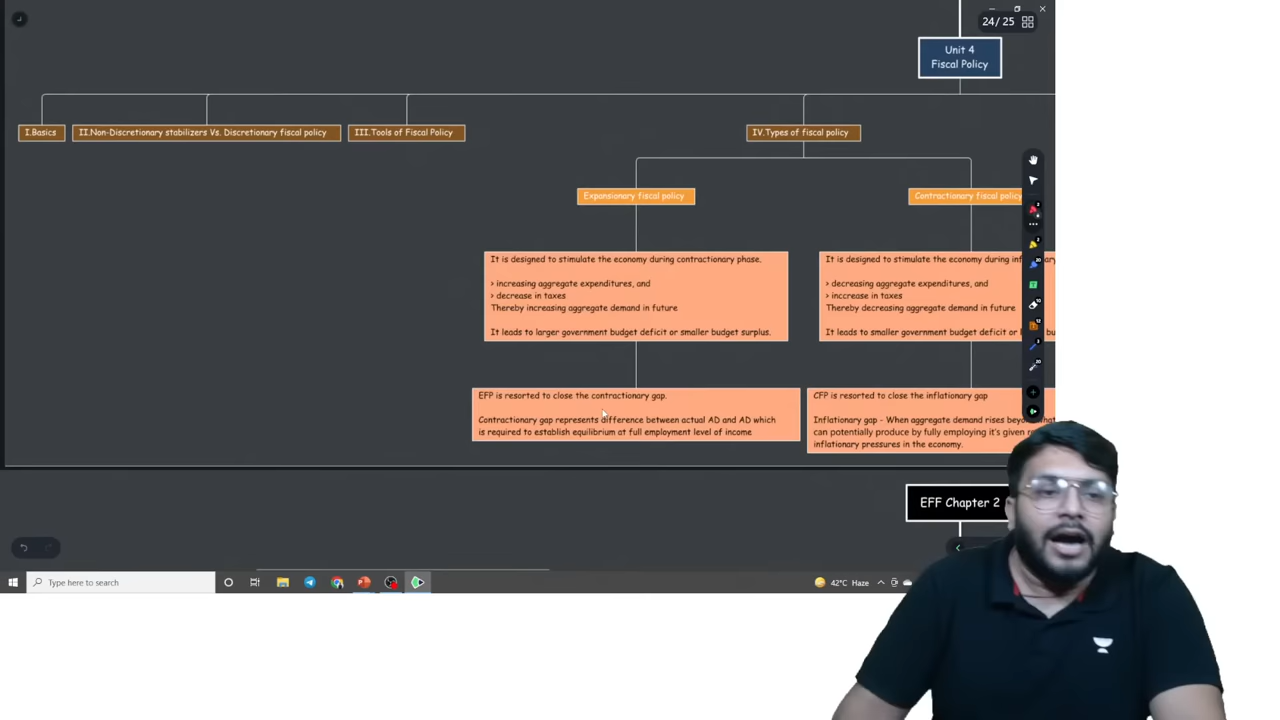 24/25
Unit 4
Fiscal Policy
I.Basics
II.Non-Discretionary stabilizers Vs. Discretionary fiscal policy
III.Tools of Fiscal Policy
IV.Types of fiscal policy
Expansionary fiscal policy
Contractionary fiscal policy
It is designed to stimulate the economy during contractionary phase.
> increasing aggregate expenditures, and
> decrease in taxes
Thereby increasing aggregate demand in future
It leads to larger government budget deficit or smaller budget surplus.
It is designed to stimulate the economy during
> decreasing aggregate expenditures, and
> inccrease in taxes
Thereby decreasing aggregate demand in future
It leads to smaller government budget deficit or
EFP is resorted to close the contractionary gap.
Contractionary gap represents difference between actual AD and AD which
is required to establish equilibrium at full employment level of income
CFP is resorted to close the inflationary gap
Inflationary gap - When aggregate demand rises
can potentially produce by fully employing it's given
inflationary pressures in the economy.
EFF Chapter 2
Type here to search
42°C Haze